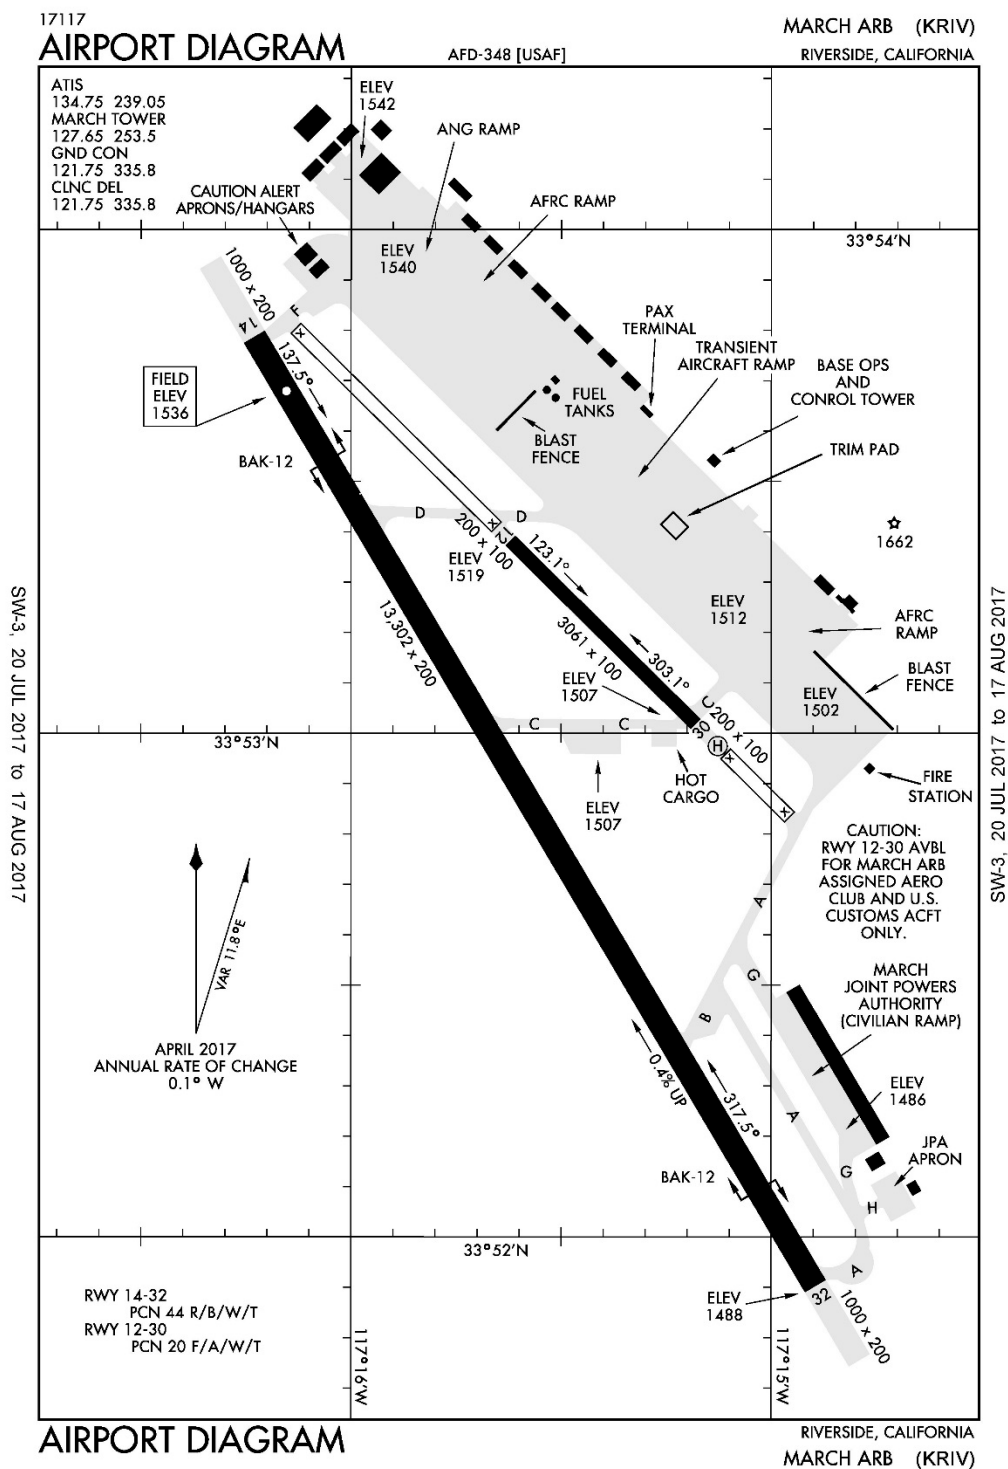 17117
AIRPORT DIAGRAM
AFD-348 [USAF]
MARCH ARB (KRIV)
RIVERSIDE, CALIFORNIA
ATIS
134.75 239.05
MARCH TOWER
127.65 253.5
GND CON
121.75 335.8
CLNC DEL
121.75 335.8
ELEV
1542
ANG RAMP
CAUTION ALERT
APRONS/HANGARS
AFRC RAMP
33°54'N
ELEV
1540
1000 x 200
F
14
137.5°
FIELD
ELEV
1536
PAX
TERMINAL
TRANSIENT
AIRCRAFT RAMP
BASE OPS
AND
CONROL TOWER
FUEL
TANKS
BLAST
FENCE
TRIM PAD
BAK-12
D
D
200 x 100
12
ELEV
1519
123.1°
1662
13,302 x 200
3061 x 100
ELEV
1512
AFRC
RAMP
303.1°
ELEV
1507
BLAST
FENCE
ELEV
1502
C
C
C
30
200 x 100
H
33°53'N
HOT
CARGO
ELEV
1507
FIRE
STATION
CAUTION:
RWY 12-30 AVBL
FOR MARCH ARB
ASSIGNED AERO
CLUB AND U.S.
CUSTOMS ACFT
ONLY.
VAR 11.8°E
A
G
MARCH
JOINT POWERS
AUTHORITY
(CIVILIAN RAMP)
B
APRIL 2017
ANNUAL RATE OF CHANGE
0.1° W
0.4% UP
317.5°
ELEV
1486
A
JPA
APRON
BAK-12
G
H
33°52'N
A
RWY 14-32
PCN 44 R/B/W/T
RWY 12-30
PCN 20 F/A/W/T
ELEV
1488
32
1000 x 200
117°16'W
117°15'W
SW-3, 20 JUL 2017 to 17 AUG 2017
SW-3, 20 JUL 2017 to 17 AUG 2017
AIRPORT DIAGRAM
RIVERSIDE, CALIFORNIA
MARCH ARB (KRIV)